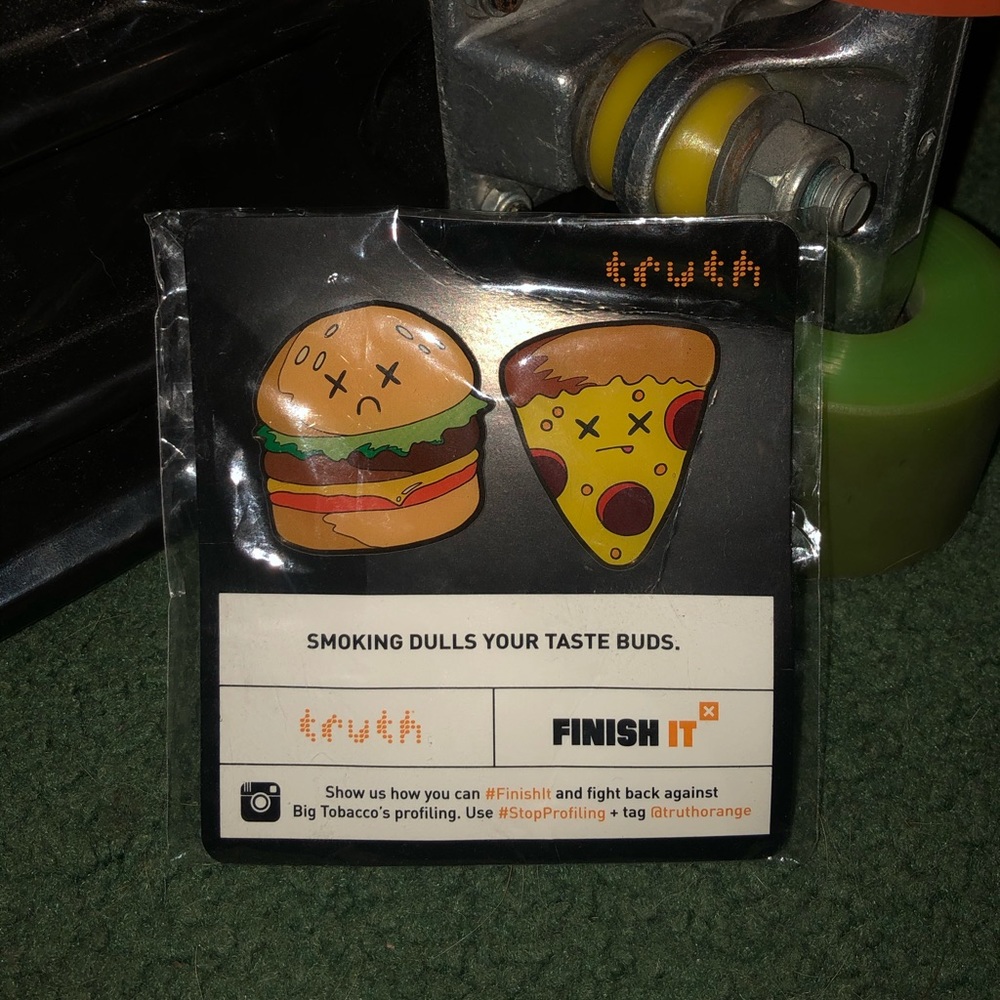 truth
SMOKING DULLS YOUR TASTE BUDS.
truth
FINISH IT
Show us how you can #FinishIt and fight back against
Big Tobacco's profiling. Use #StopProfiling + tag @truthorange